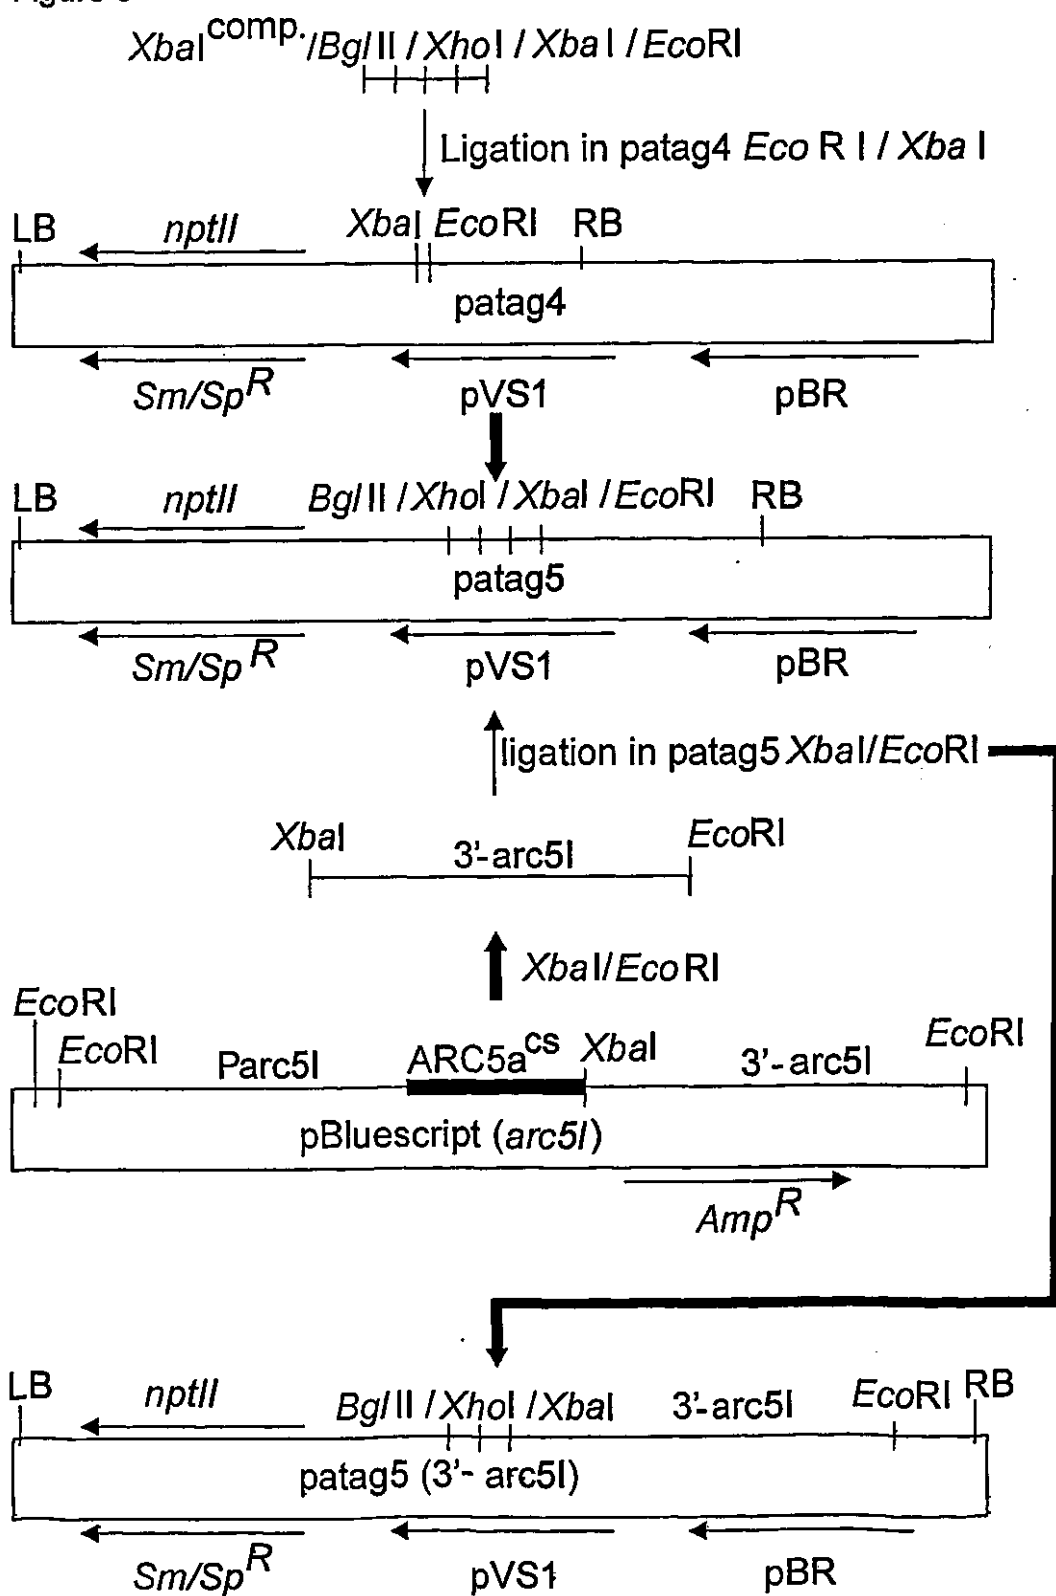 XbaI comp./BglII / XhoI / XbaI / EcoRI
Ligation in patag4 Eco R I / Xba I
LB nptII XbaI EcoRI RB
patag4
Sm/Sp R pVS1 pBR
LB nptII BglII / XhoI / XbaI / EcoRI RB
patag5
Sm/Sp R pVS1 pBR
ligation in patag5 XbaI/EcoRI
XbaI 3'-arc5I EcoRI
XbaI/EcoRI
EcoRI
EcoRI Parc5I ARC5a cs XbaI 3'-arc5I EcoRI
pBluescript (arc5I)
Amp R
LB nptII BglII / XhoI / XbaI 3'-arc5I EcoRI RB
patag5 (3'- arc5I)
Sm/Sp R pVS1 pBR